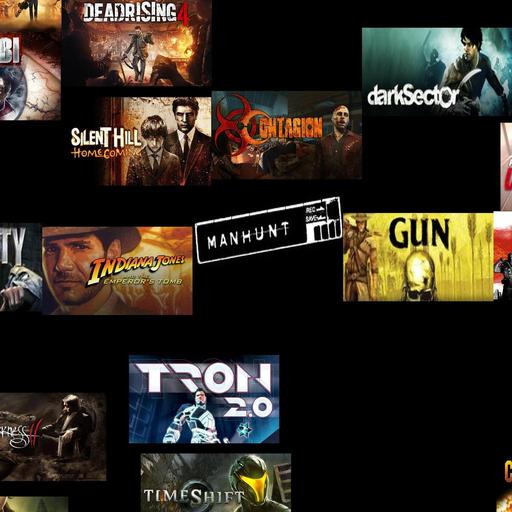 DEADRISING 4
BI
darkSector
SILENT HILL
HOMECOMING
CONTAGION
REC
SAVE
MANHUNT
GUN
TY
INDIANA JONES
EMPEROR'S TOMB
TRON
2.0
TIMESHIFT